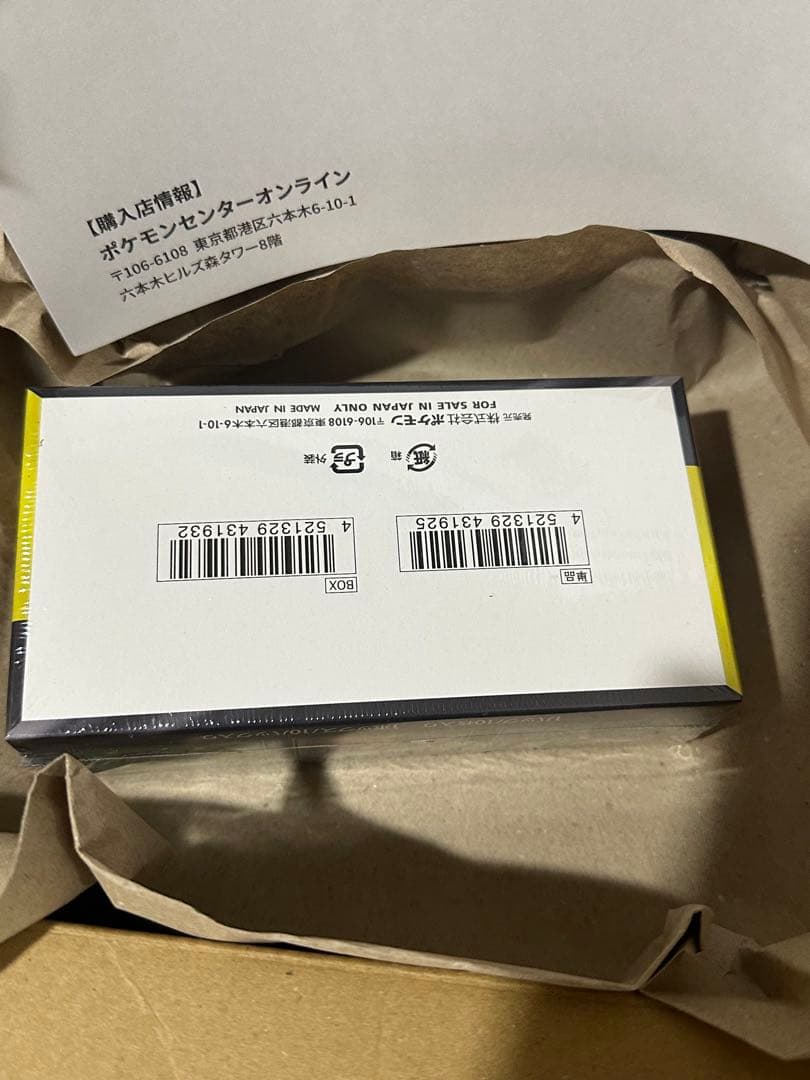 【購入店情報】
ポケモンセンターオンライン
〒106-6108 東京都港区六本木6-10-1
六本木ヒルズ森タワー8階
BOX
4 521329 431932
単品
4 521329 431925
プラ 外装
紙 箱
発売元 株式会社ポケモン 〒106-6108 東京都港区六本木6-10-1
FOR SALE IN JAPAN ONLY MADE IN JAPAN